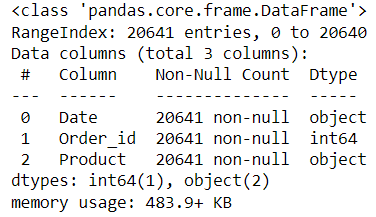 <class 'pandas.core.frame.DataFrame'>
RangeIndex: 20641 entries, 0 to 20640
Data columns (total 3 columns):
 #   Column    Non-Null Count  Dtype
---  ------    --------------  -----
 0   Date      20641 non-null  object
 1   Order_id  20641 non-null  int64
 2   Product   20641 non-null  object
dtypes: int64(1), object(2)
memory usage: 483.9+ KB